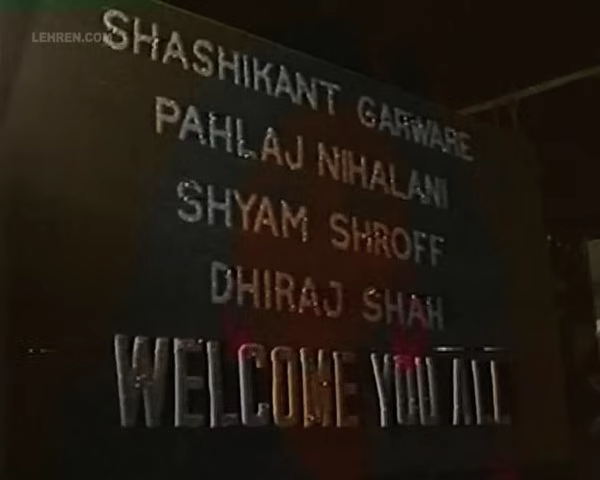 LEHREN.COM
SHASHIKANT GARWARE
PAHLAJ NIHALANI
SHYAM SHROFF
DHIRAJ SHAH
WELCOME YOU ALL